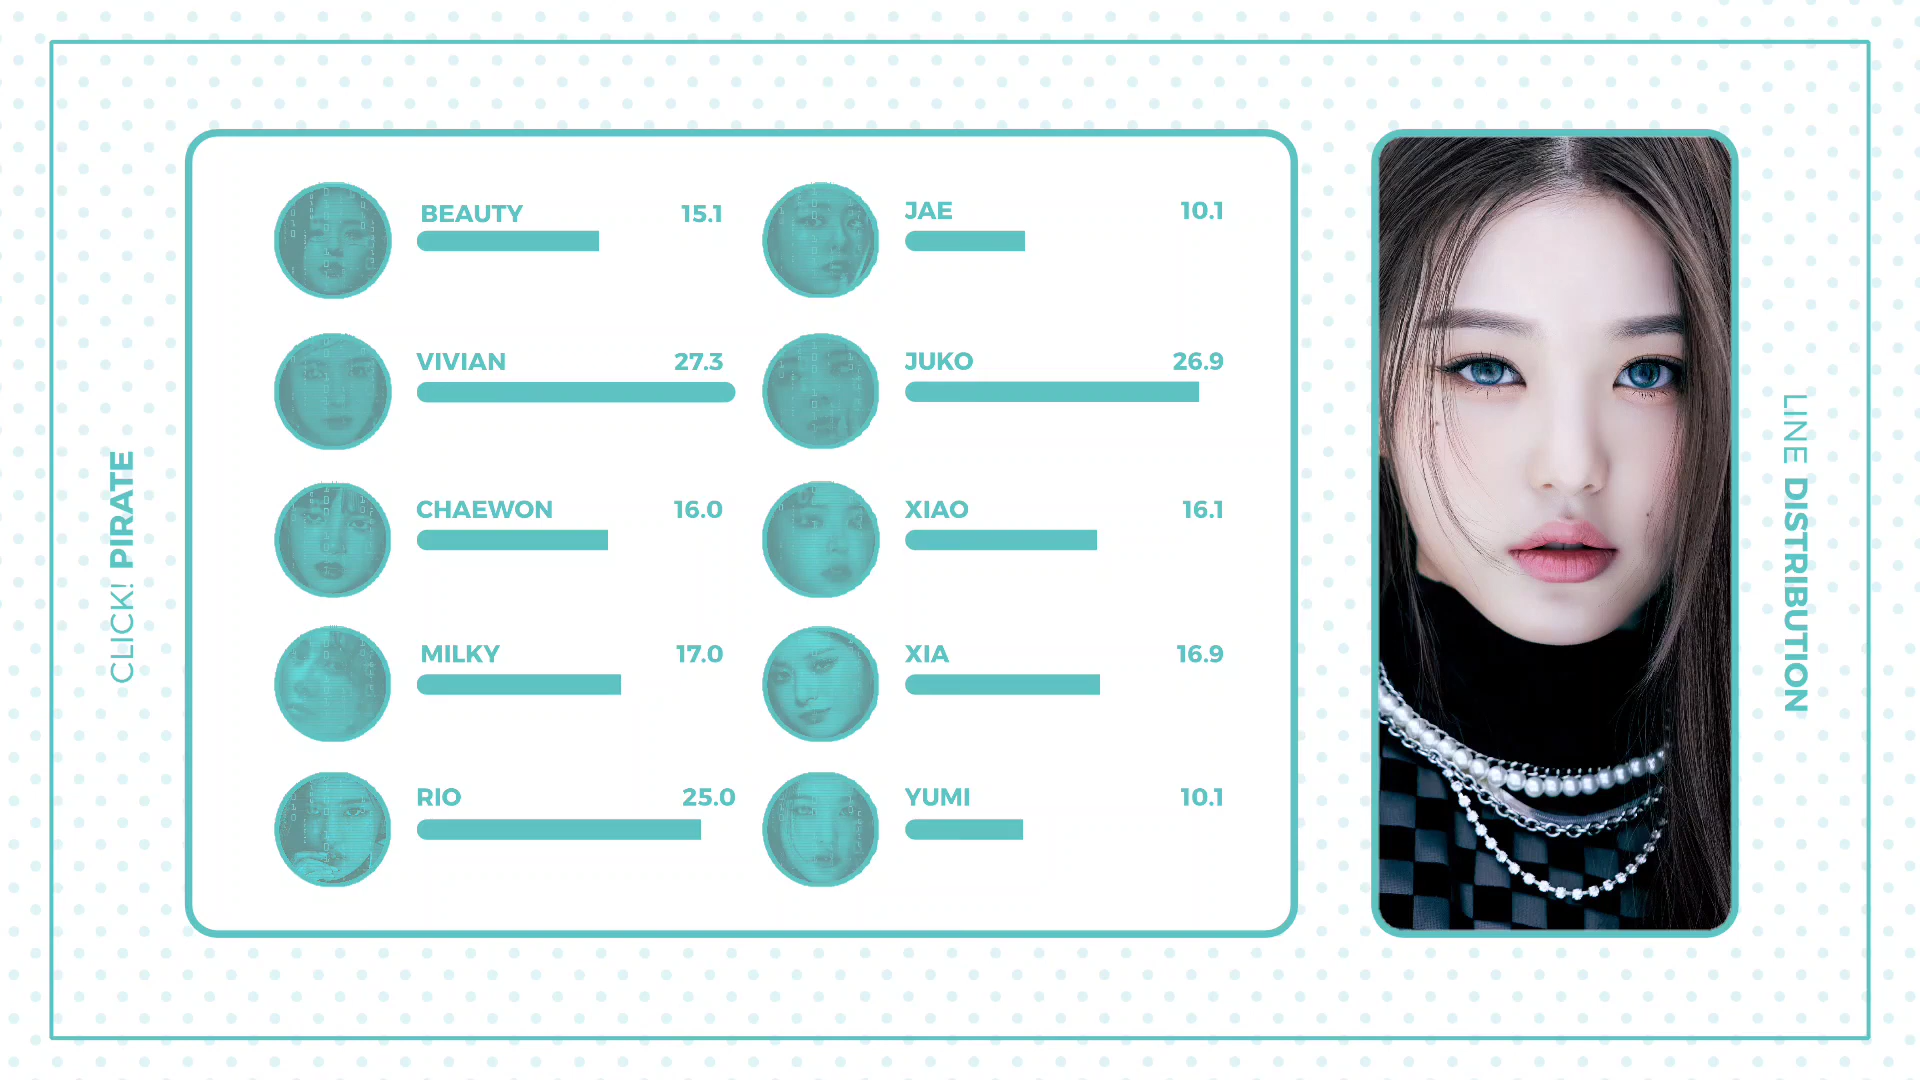 CLICK! PIRATE
BEAUTY 15.1
VIVIAN 27.3
CHAEWON 16.0
MILKY 17.0
RIO 25.0
JAE 10.1
JUKO 26.9
XIAO 16.1
XIA 16.9
YUMI 10.1
LINE DISTRIBUTION